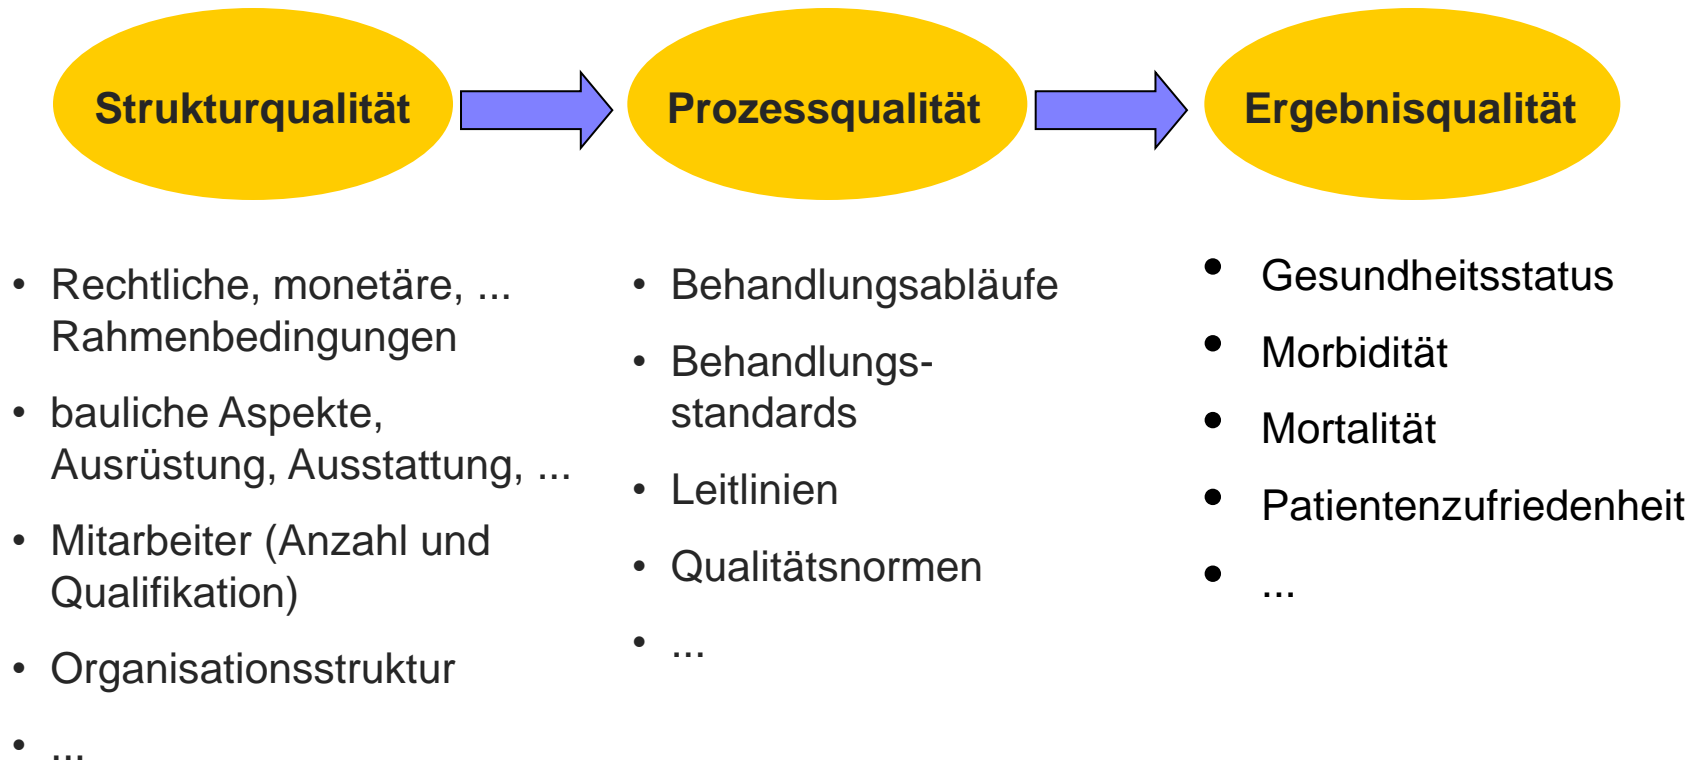 Strukturqualität
Prozessqualität
Ergebnisqualität
• Rechtliche, monetäre, ...
Rahmenbedingungen
• bauliche Aspekte,
Ausrüstung, Ausstattung, ...
• Mitarbeiter (Anzahl und
Qualifikation)
• Organisationsstruktur
• ...
• Behandlungsabläufe
• Behandlungs-
standards
• Leitlinien
• Qualitätsnormen
• ...
• Gesundheitsstatus
• Morbidität
• Mortalität
• Patientenzufriedenheit
• ...